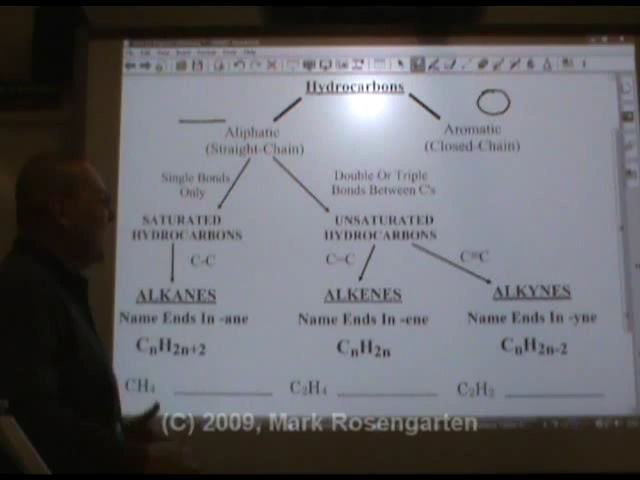 Hydrocarbons
Aliphatic
(Straight-Chain)
Aromatic
(Closed-Chain)
Single Bonds
Only
Double Or Triple
Bonds Between C's
SATURATED
HYDROCARBONS
UNSATURATED
HYDROCARBONS
C-C
C=C
C≡C
ALKANES
ALKENES
ALKYNES
Name Ends In -ane
Name Ends In -ene
Name Ends In -yne
CnH2n+2
CnH2n
CnH2n-2
CH4
C2H4
C2H2
(C) 2009, Mark Rosengarten